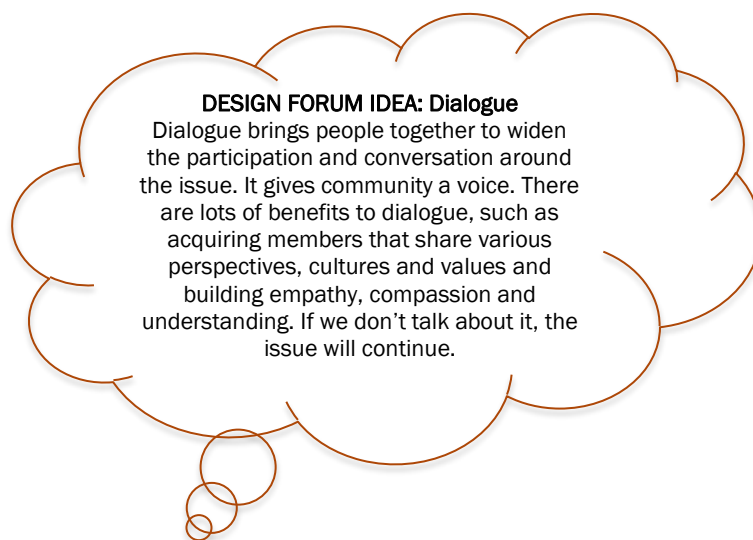 DESIGN FORUM IDEA: Dialogue
Dialogue brings people together to widen
the participation and conversation around
the issue. It gives community a voice. There
are lots of benefits to dialogue, such as
acquiring members that share various
perspectives, cultures and values and
building empathy, compassion and
understanding. If we don’t talk about it, the
issue will continue.